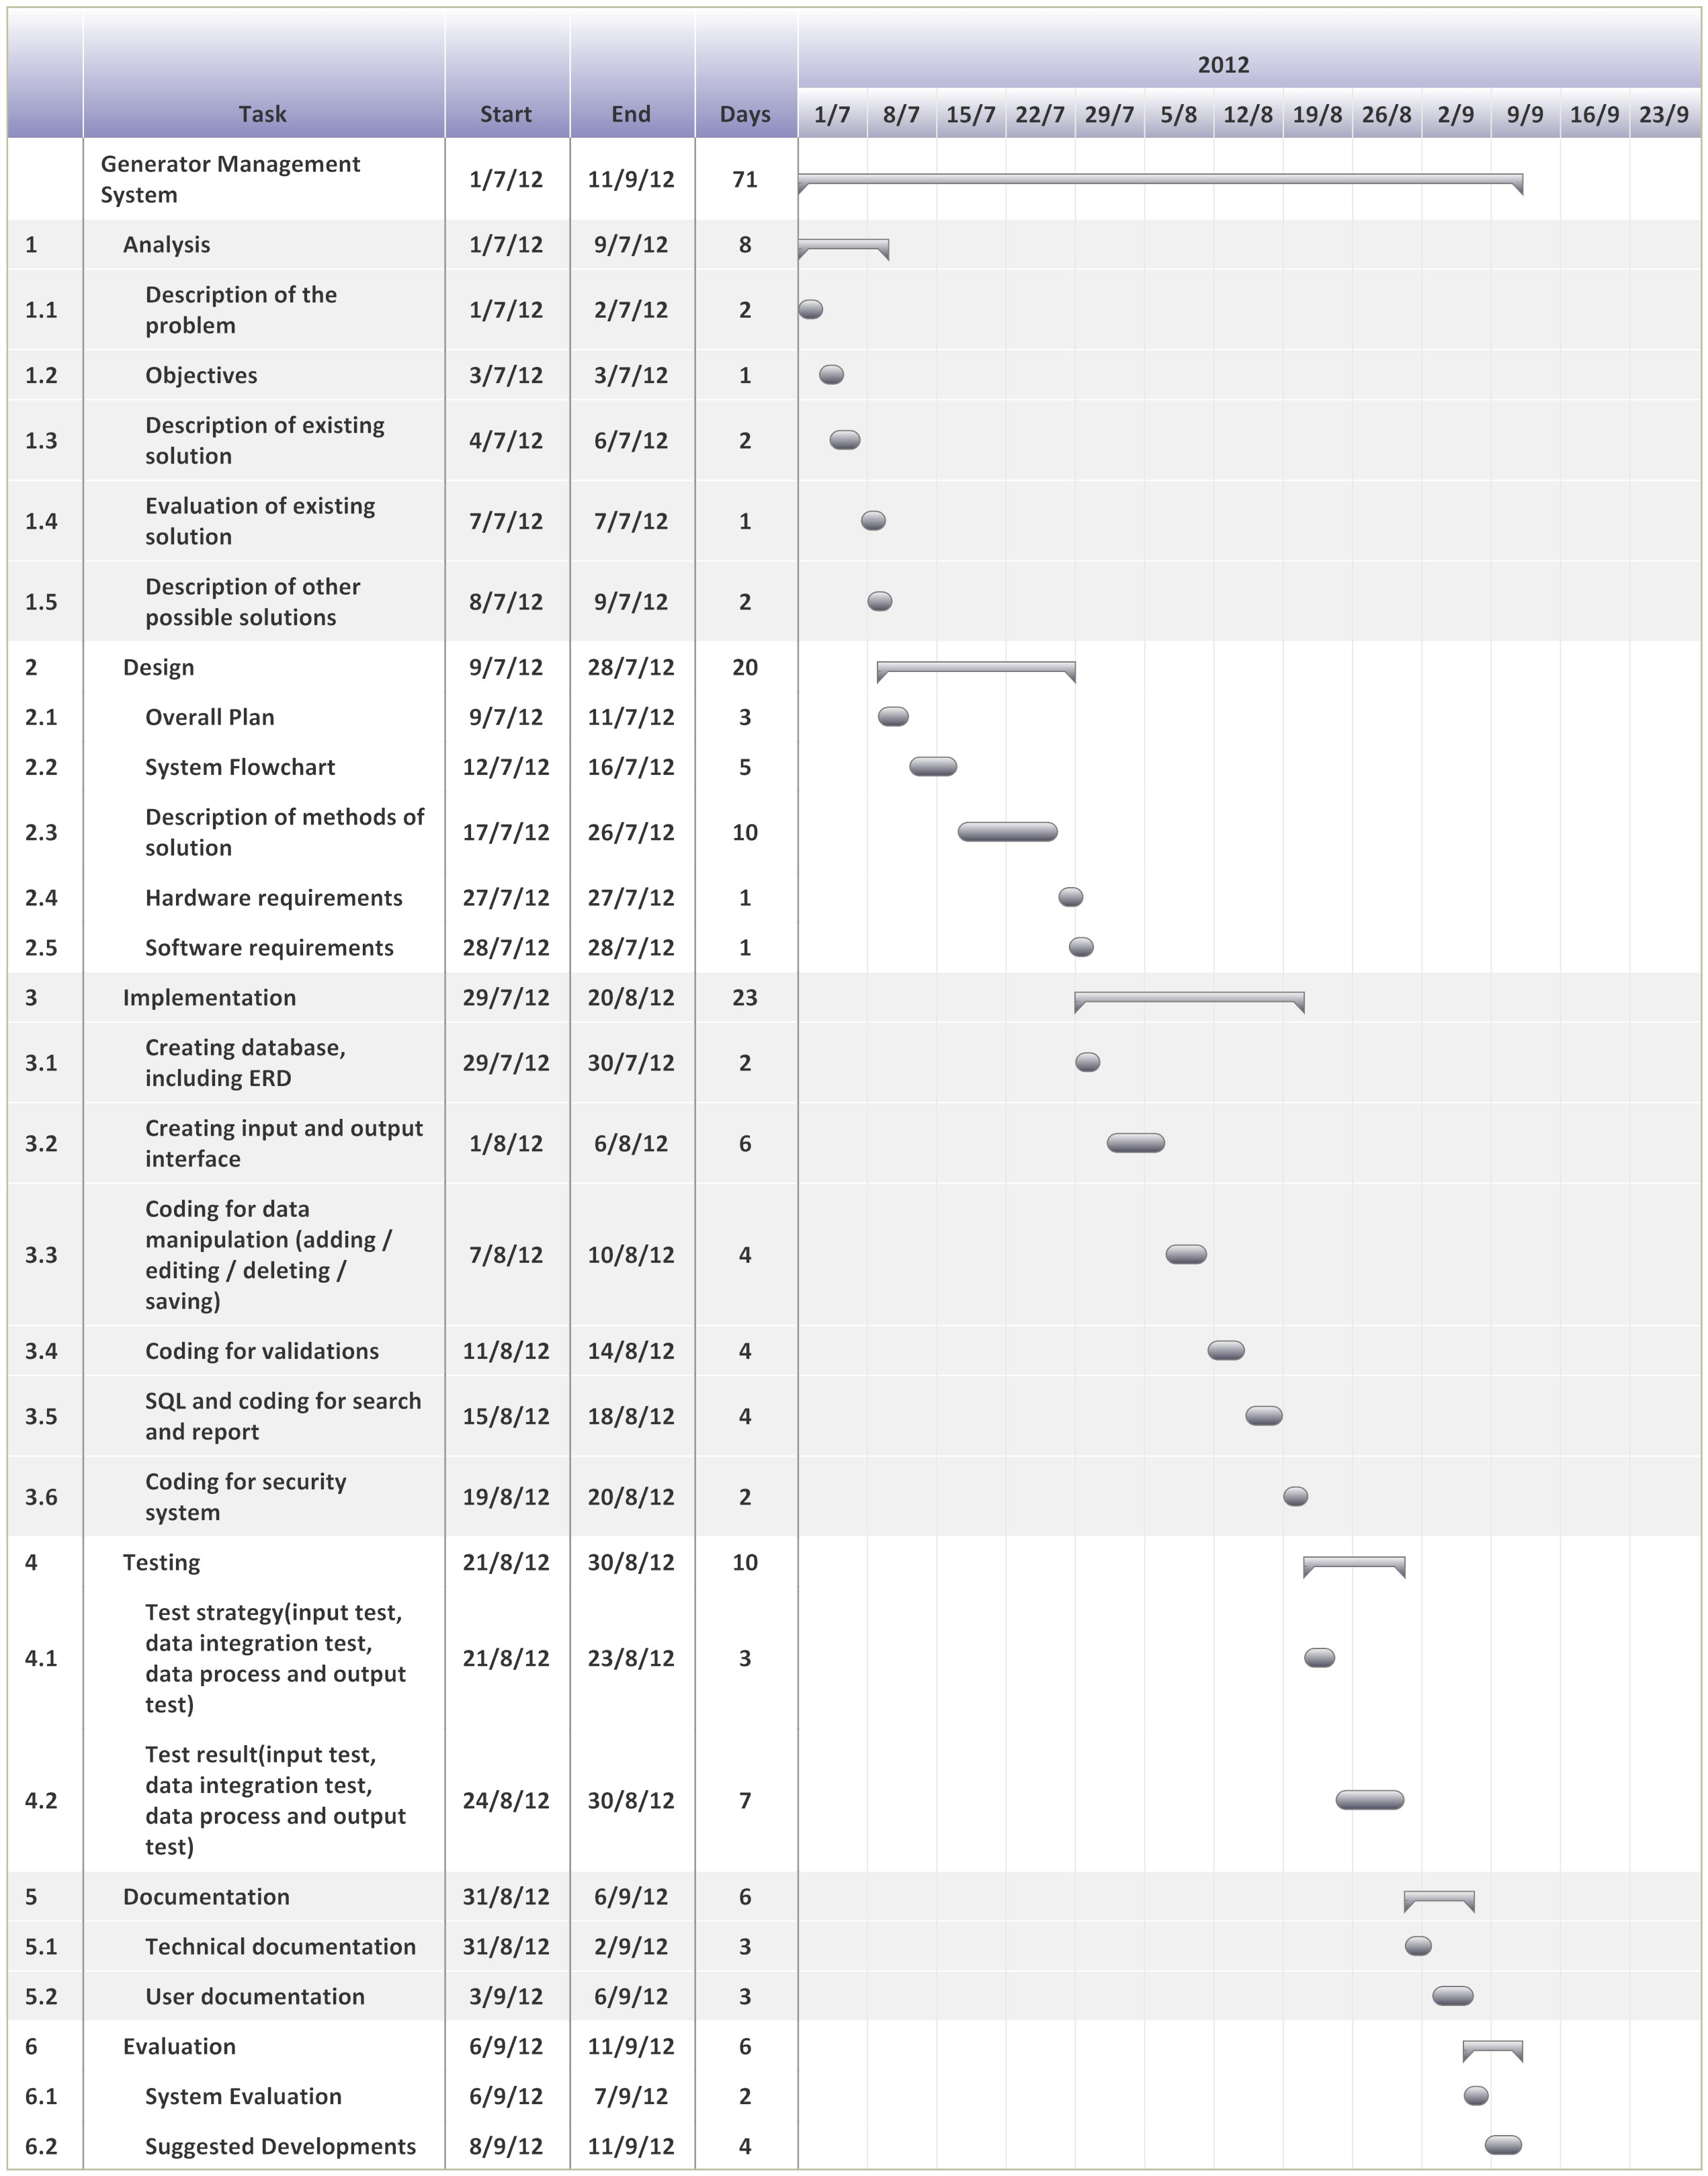 2012
Task Start End Days 1/7 8/7 15/7 22/7 29/7 5/8 12/8 19/8 26/8 2/9 9/9 16/9 23/9
Generator Management
System 1/7/12 11/9/12 71
1 Analysis 1/7/12 9/7/12 8
1.1 Description of the
problem 1/7/12 2/7/12 2
1.2 Objectives 3/7/12 3/7/12 1
1.3 Description of existing
solution 4/7/12 6/7/12 2
1.4 Evaluation of existing
solution 7/7/12 7/7/12 1
1.5 Description of other
possible solutions 8/7/12 9/7/12 2
2 Design 9/7/12 28/7/12 20
2.1 Overall Plan 9/7/12 11/7/12 3
2.2 System Flowchart 12/7/12 16/7/12 5
2.3 Description of methods of
solution 17/7/12 26/7/12 10
2.4 Hardware requirements 27/7/12 27/7/12 1
2.5 Software requirements 28/7/12 28/7/12 1
3 Implementation 29/7/12 20/8/12 23
3.1 Creating database,
including ERD 29/7/12 30/7/12 2
3.2 Creating input and output
interface 1/8/12 6/8/12 6
3.3 Coding for data
manipulation (adding /
editing / deleting /
saving) 7/8/12 10/8/12 4
3.4 Coding for validations 11/8/12 14/8/12 4
3.5 SQL and coding for search
and report 15/8/12 18/8/12 4
3.6 Coding for security
system 19/8/12 20/8/12 2
4 Testing 21/8/12 30/8/12 10
4.1 Test strategy(input test,
data integration test,
data process and output
test) 21/8/12 23/8/12 3
4.2 Test result(input test,
data integration test,
data process and output
test) 24/8/12 30/8/12 7
5 Documentation 31/8/12 6/9/12 6
5.1 Technical documentation 31/8/12 2/9/12 3
5.2 User documentation 3/9/12 6/9/12 3
6 Evaluation 6/9/12 11/9/12 6
6.1 System Evaluation 6/9/12 7/9/12 2
6.2 Suggested Developments 8/9/12 11/9/12 4